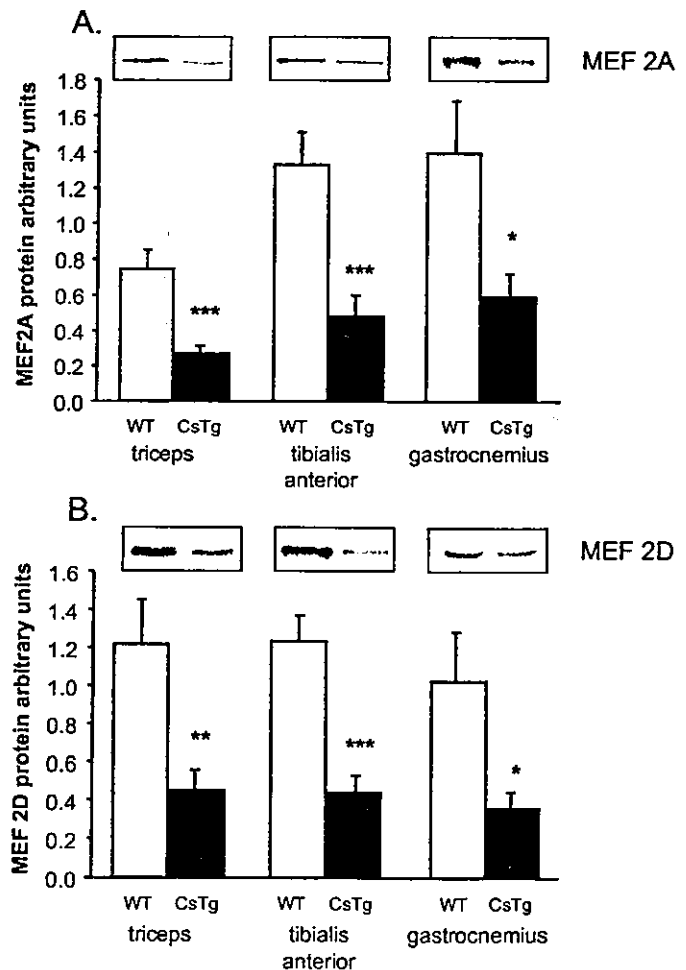 A.
MEF 2A
MEF2A protein arbitrary units
1.8
1.6
1.4
1.2
1.0
0.8
0.6
0.4
0.2
0.0
***
***
*
WT CsTg WT CsTg WT CsTg
triceps tibialis anterior gastrocnemius
B.
MEF 2D
MEF 2D protein arbitrary units
1.6
1.4
1.2
1.0
0.8
0.6
0.4
0.2
0.0
**
***
*
WT CsTg WT CsTg WT CsTg
triceps tibialis anterior gastrocnemius